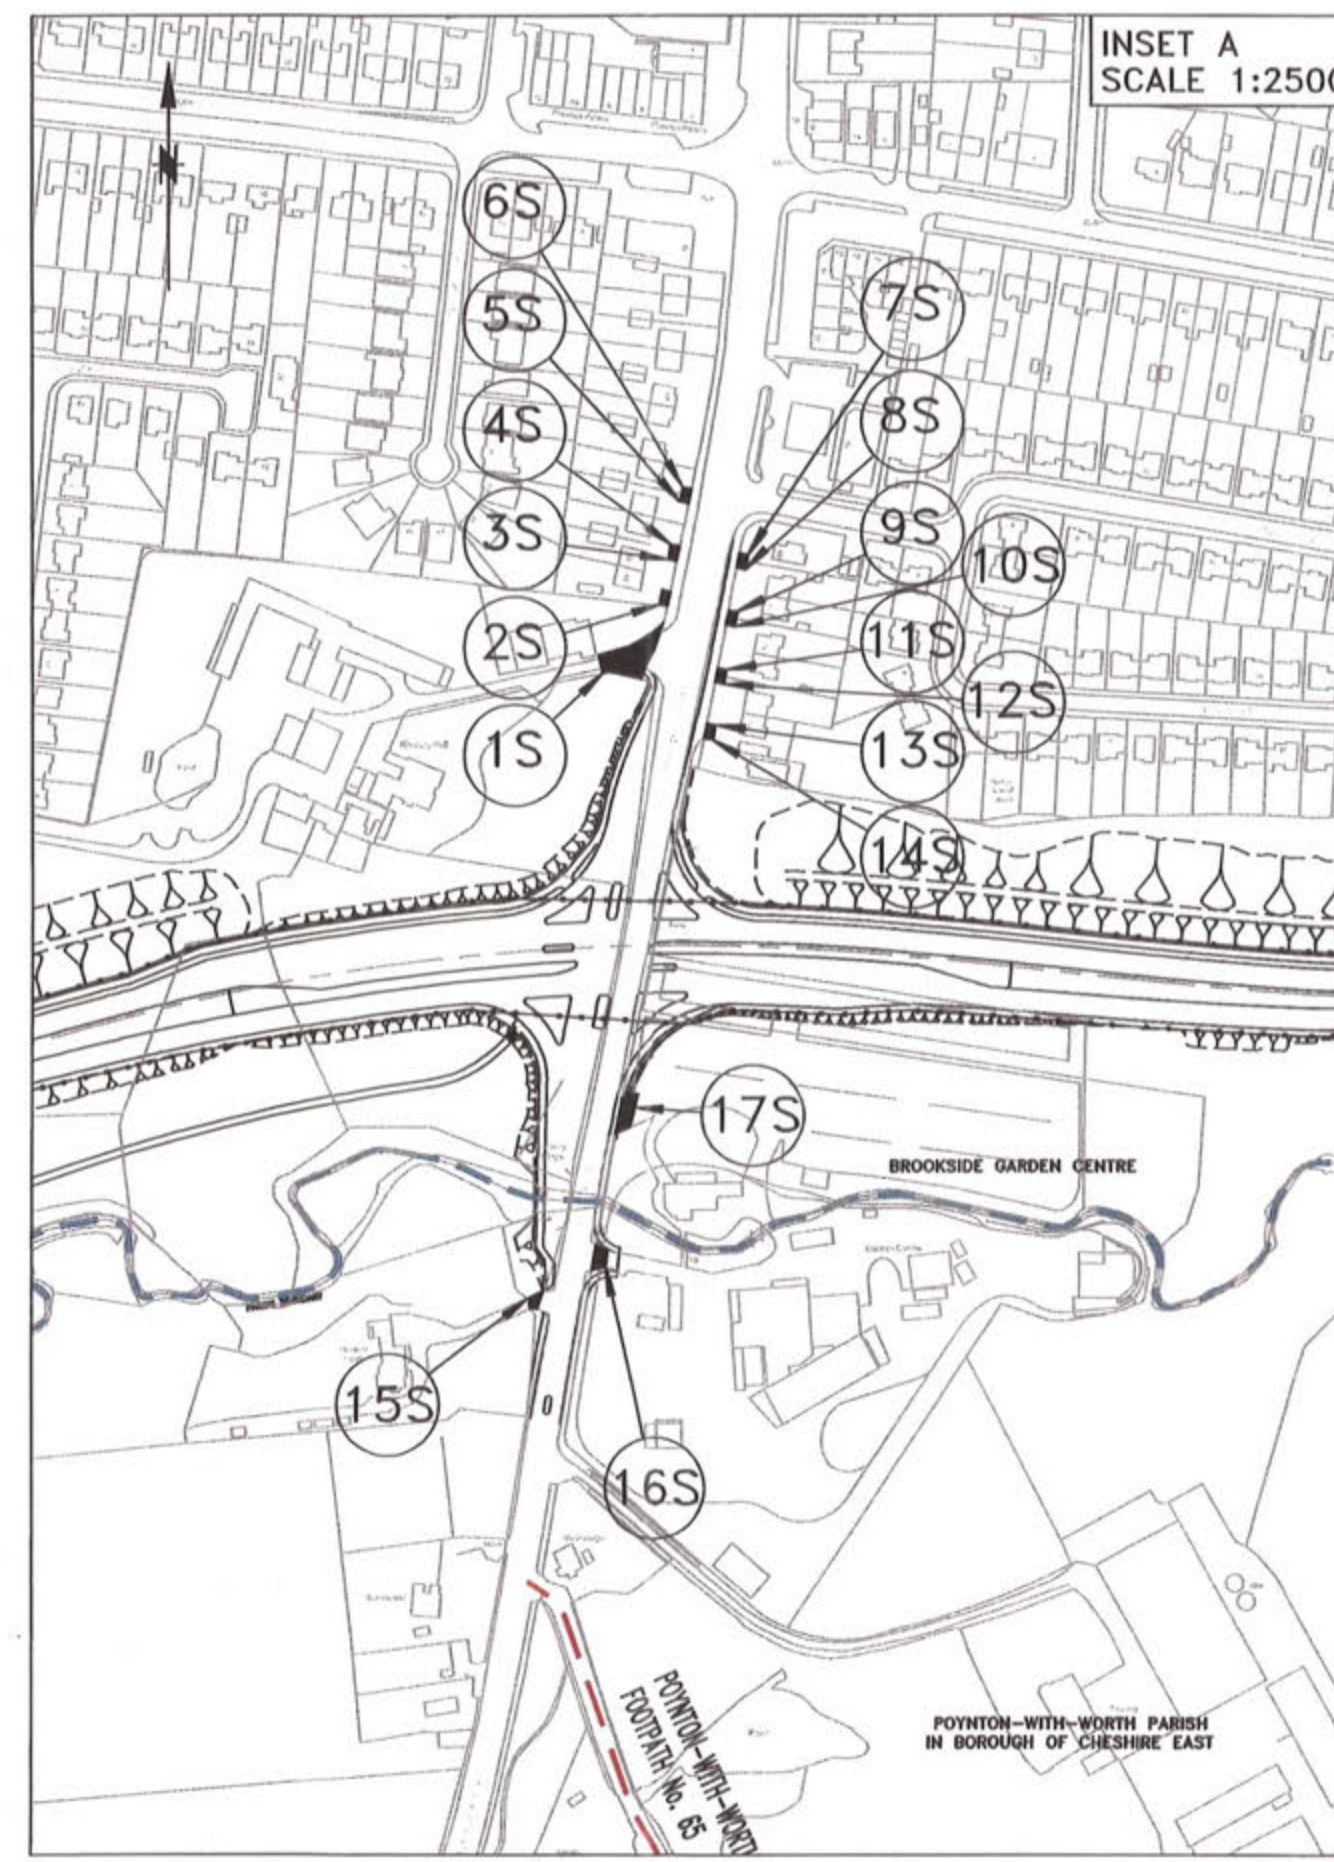 INSET A
SCALE 1:2500
6S
5S
7S
4S
8S
3S
9S
10S
2S
11S
12S
1S
13S
14S
17S
BROOKSIDE GARDEN CENTRE
15S
16S
POYNTON-WITH-WORTH
FOOTPATH No. 65
POYNTON-WITH-WORTH PARISH
IN BOROUGH OF CHESHIRE EAST